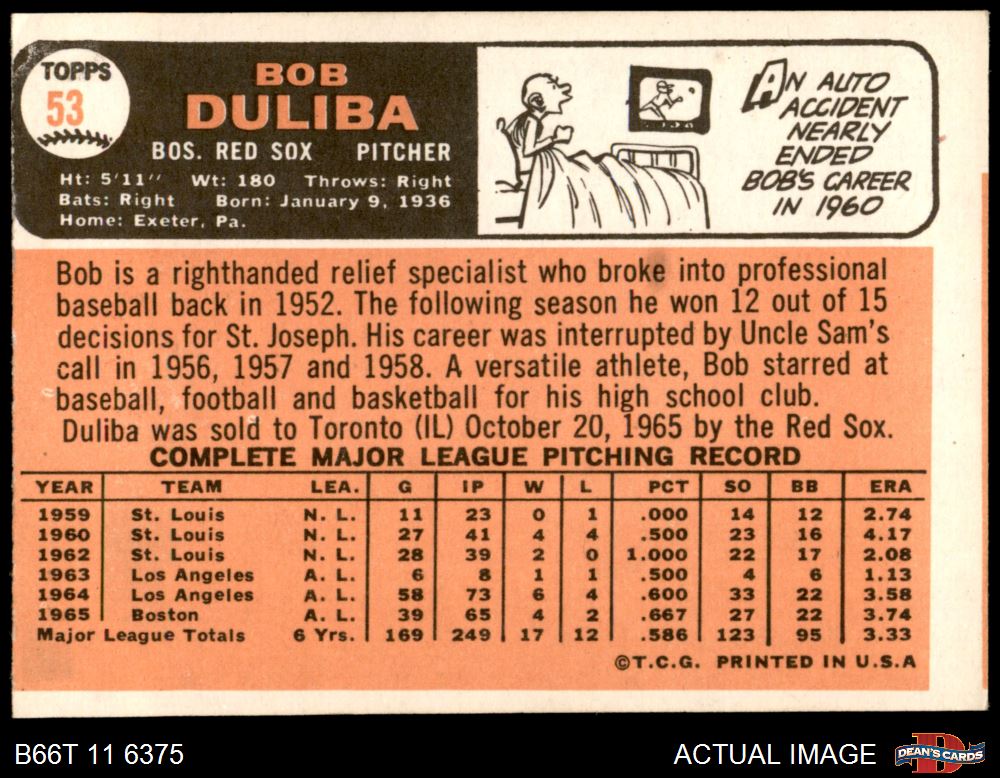 TOPPS
53
BOB
DULIBA
BOS. RED SOX PITCHER
Ht: 5'11" Wt: 180 Throws: Right
Bats: Right Born: January 9, 1936
Home: Exeter, Pa.
AN AUTO
ACCIDENT
NEARLY
ENDED
BOB'S CAREER
IN 1960
Bob is a righthanded relief specialist who broke into professional
baseball back in 1952. The following season he won 12 out of 15
decisions for St. Joseph. His career was interrupted by Uncle Sam's
call in 1956, 1957 and 1958. A versatile athlete, Bob starred at
baseball, football and basketball for his high school club.
Duliba was sold to Toronto (IL) October 20, 1965 by the Red Sox.
COMPLETE MAJOR LEAGUE PITCHING RECORD
YEAR TEAM LEA. G IP W L PCT SO BB ERA
1959 St. Louis N. L. 11 23 0 1 .000 14 12 2.74
1960 St. Louis N. L. 27 41 4 4 .500 23 16 4.17
1962 St. Louis N. L. 28 39 2 0 1.000 22 17 2.08
1963 Los Angeles A. L. 6 8 1 1 .500 4 6 1.13
1964 Los Angeles A. L. 58 73 6 4 .600 33 22 3.58
1965 Boston A. L. 39 65 4 2 .667 27 22 3.74
Major League Totals 6 Yrs. 169 249 17 12 .586 123 95 3.33
©T.C.G. PRINTED IN U.S.A
B66T 11 6375 ACTUAL IMAGE DEAN'S CARDS